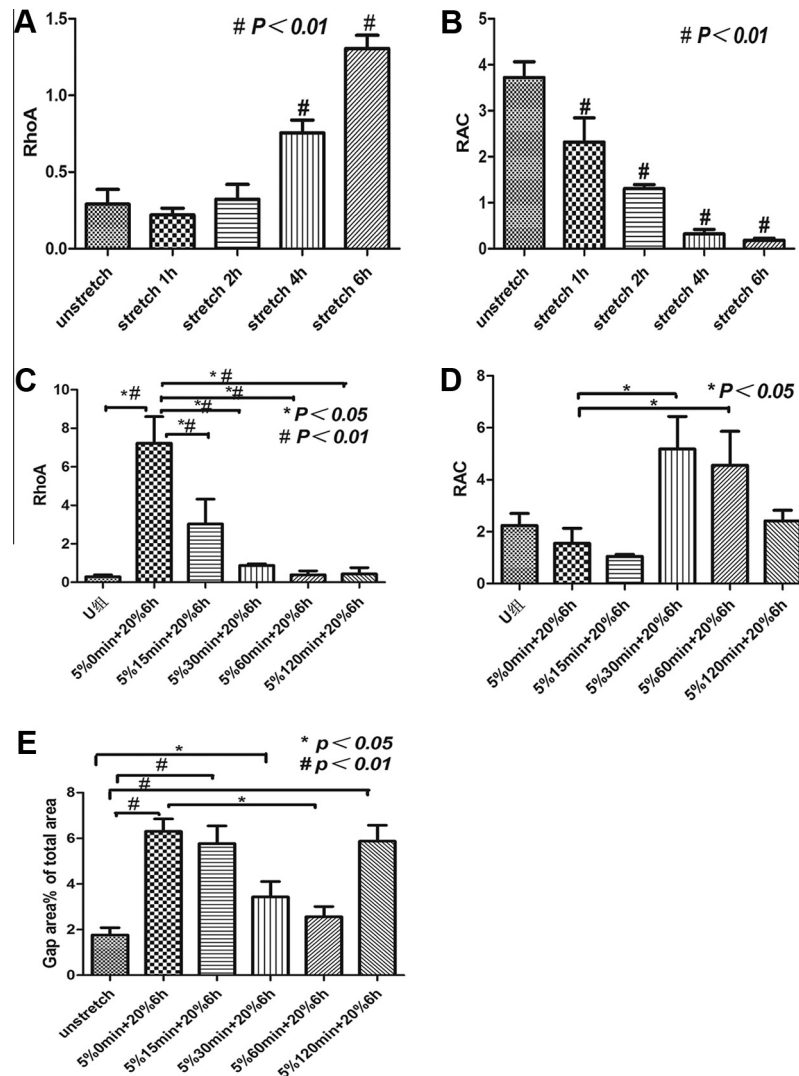 A
# P < 0.01
RhoA
1.5
1.0
0.5
0.0
#
#
unstretch
stretch 1h
stretch 2h
stretch 4h
stretch 6h
B
# P < 0.01
RAC
5
4
3
2
1
0
#
#
#
#
unstretch
stretch 1h
stretch 2h
stretch 4h
stretch 6h
C
* P < 0.05
# P < 0.01
RhoA
10
8
6
4
2
0
*#
*#
*#
*#
*#
U组
5%0min+20%6h
5%15min+20%6h
5%30min+20%6h
5%60min+20%6h
5%120min+20%6h
D
* P < 0.05
RAC
8
6
4
2
0
*
*
U组
5%0min+20%6h
5%15min+20%6h
5%30min+20%6h
5%60min+20%6h
5%120min+20%6h
E
* p < 0.05
# p < 0.01
Gap area% of total area
8
6
4
2
0
*
#
#
#
*
unstretch
5%0min+20%6h
5%15min+20%6h
5%30min+20%6h
5%60min+20%6h
5%120min+20%6h